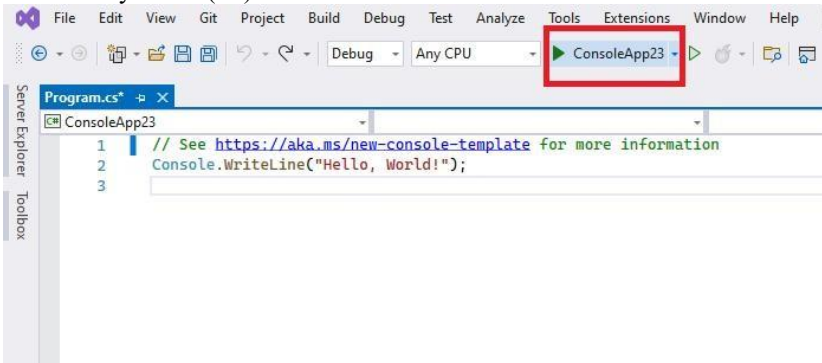 File Edit View Git Project Build Debug Test Analyze Tools Extensions Window Help
Debug Any CPU ConsoleApp23
Server Explorer
Toolbox
Program.cs*
C# ConsoleApp23
1 // See https://aka.ms/new-console-template for more information
2 Console.WriteLine("Hello, World!");
3